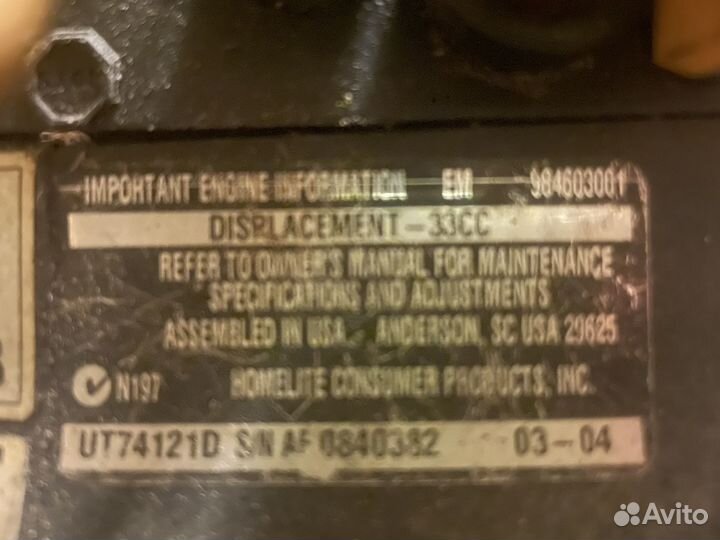 IMPORTANT ENGINE INFORMATION EM 984603001
DISPLACEMENT-33CC
REFER TO OWNER'S MANUAL FOR MAINTENANCE
SPECIFICATIONS AND ADJUSTMENTS
ASSEMBLED IN USA ANDERSON, SC USA 29625
N197 HOMELITE CONSUMER PRODUCTS, INC.
UT74121D S/N AF 0840382 03-04
Avito